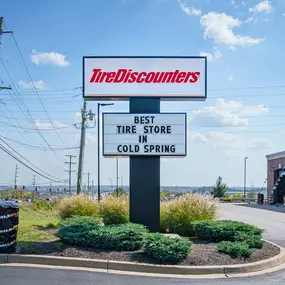 TireDiscounters
BEST
TIRE STORE
IN
COLD SPRING